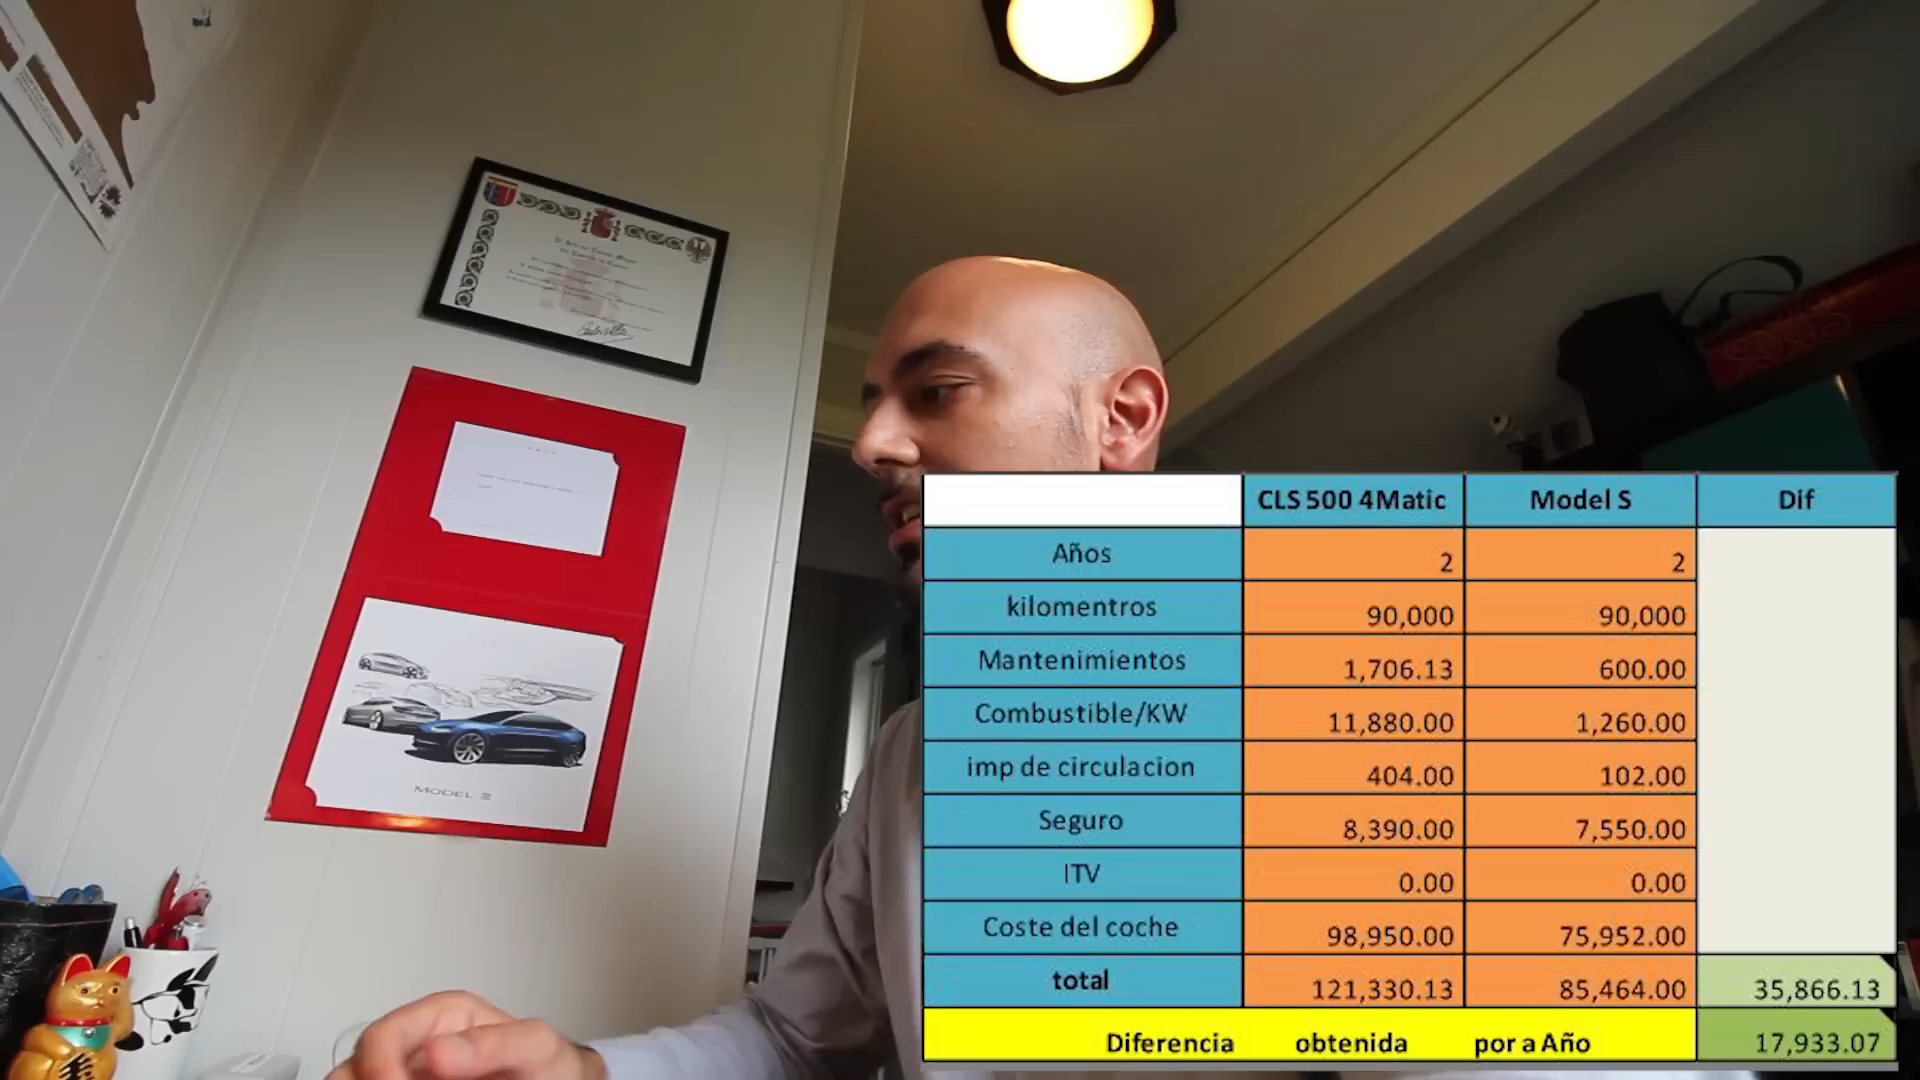 CLS 500 4Matic Model S Dif
Años 2 2
kilomentros 90,000 90,000
Mantenimientos 1,706.13 600.00
Combustible/KW 11,880.00 1,260.00
imp de circulacion 404.00 102.00
Seguro 8,390.00 7,550.00
ITV 0.00 0.00
Coste del coche 98,950.00 75,952.00
total 121,330.13 85,464.00 35,866.13
Diferencia obtenida por a Año 17,933.07
MODEL